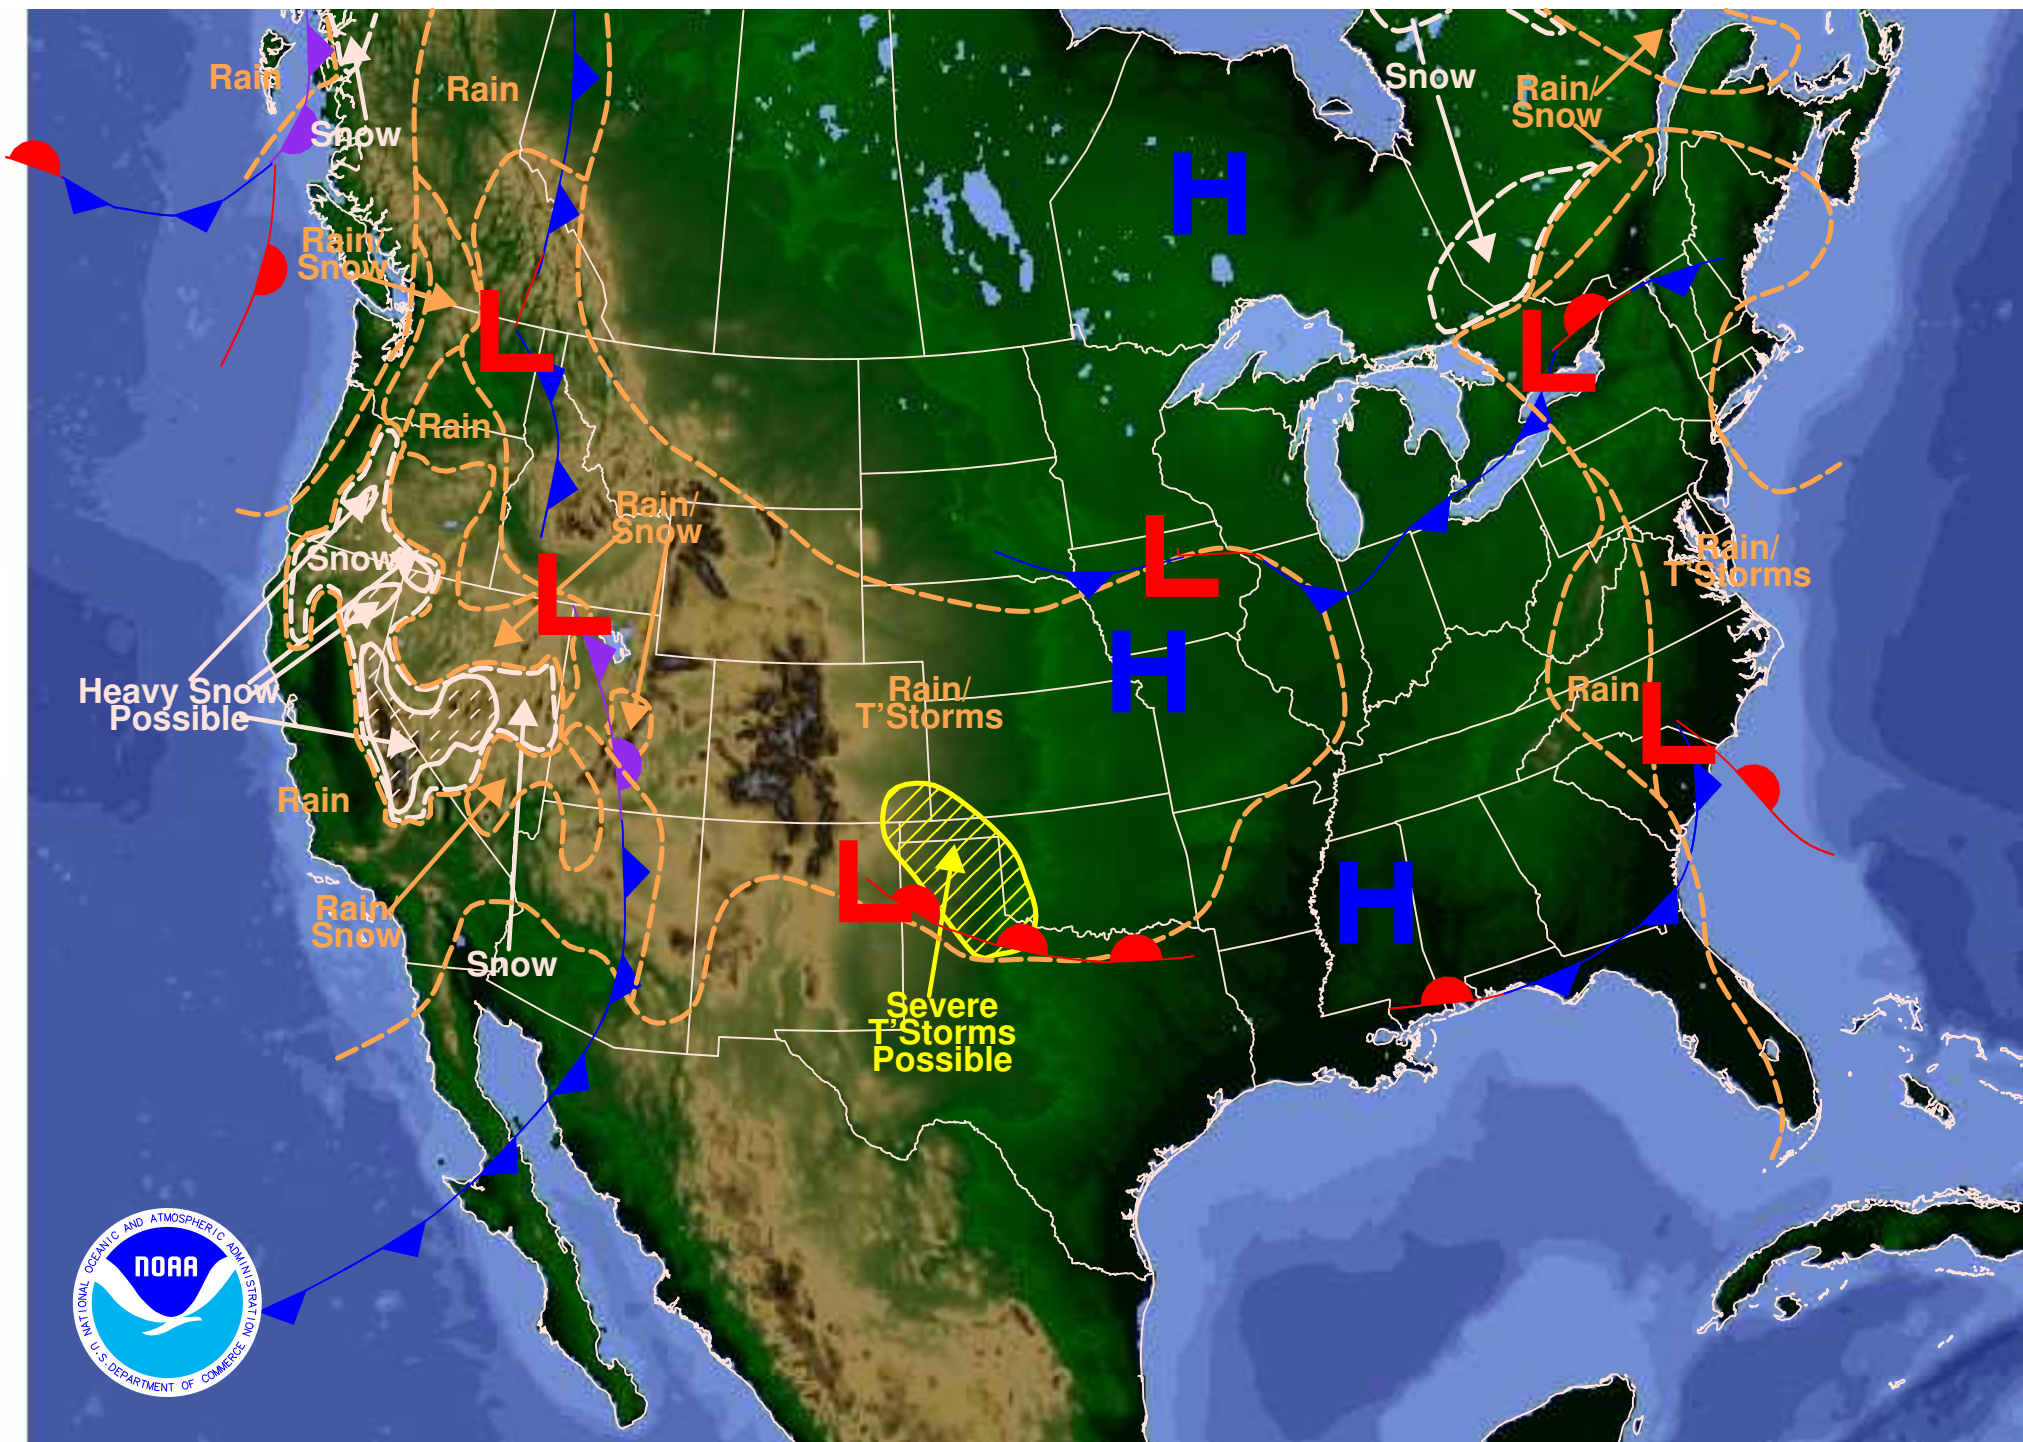 Rain
Rain
Snow
Snow
Rain/
Snow
Rain/
Snow
Rain
Rain/
Snow
Snow
Heavy Snow
Possible
Rain/
T'Storms
Rain/
T'Storms
Rain
Rain
Rain/
Snow
Snow
Severe
T'Storms
Possible
H
H
H
L
L
L
L
L
L
NATIONAL OCEANIC AND ATMOSPHERIC ADMINISTRATION
NOAA
U.S. DEPARTMENT OF COMMERCE